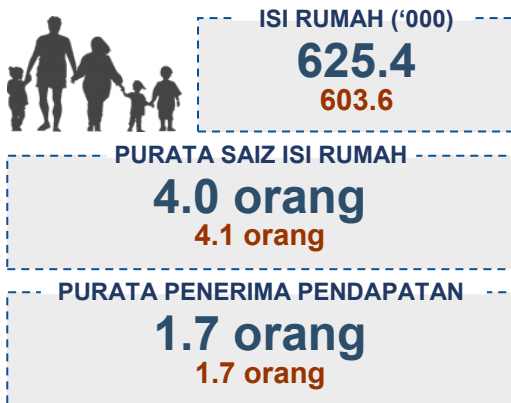 ISI RUMAH (‘000)
625.4
603.6
PURATA SAIZ ISI RUMAH
4.0 orang
4.1 orang
PURATA PENERIMA PENDAPATAN
1.7 orang
1.7 orang